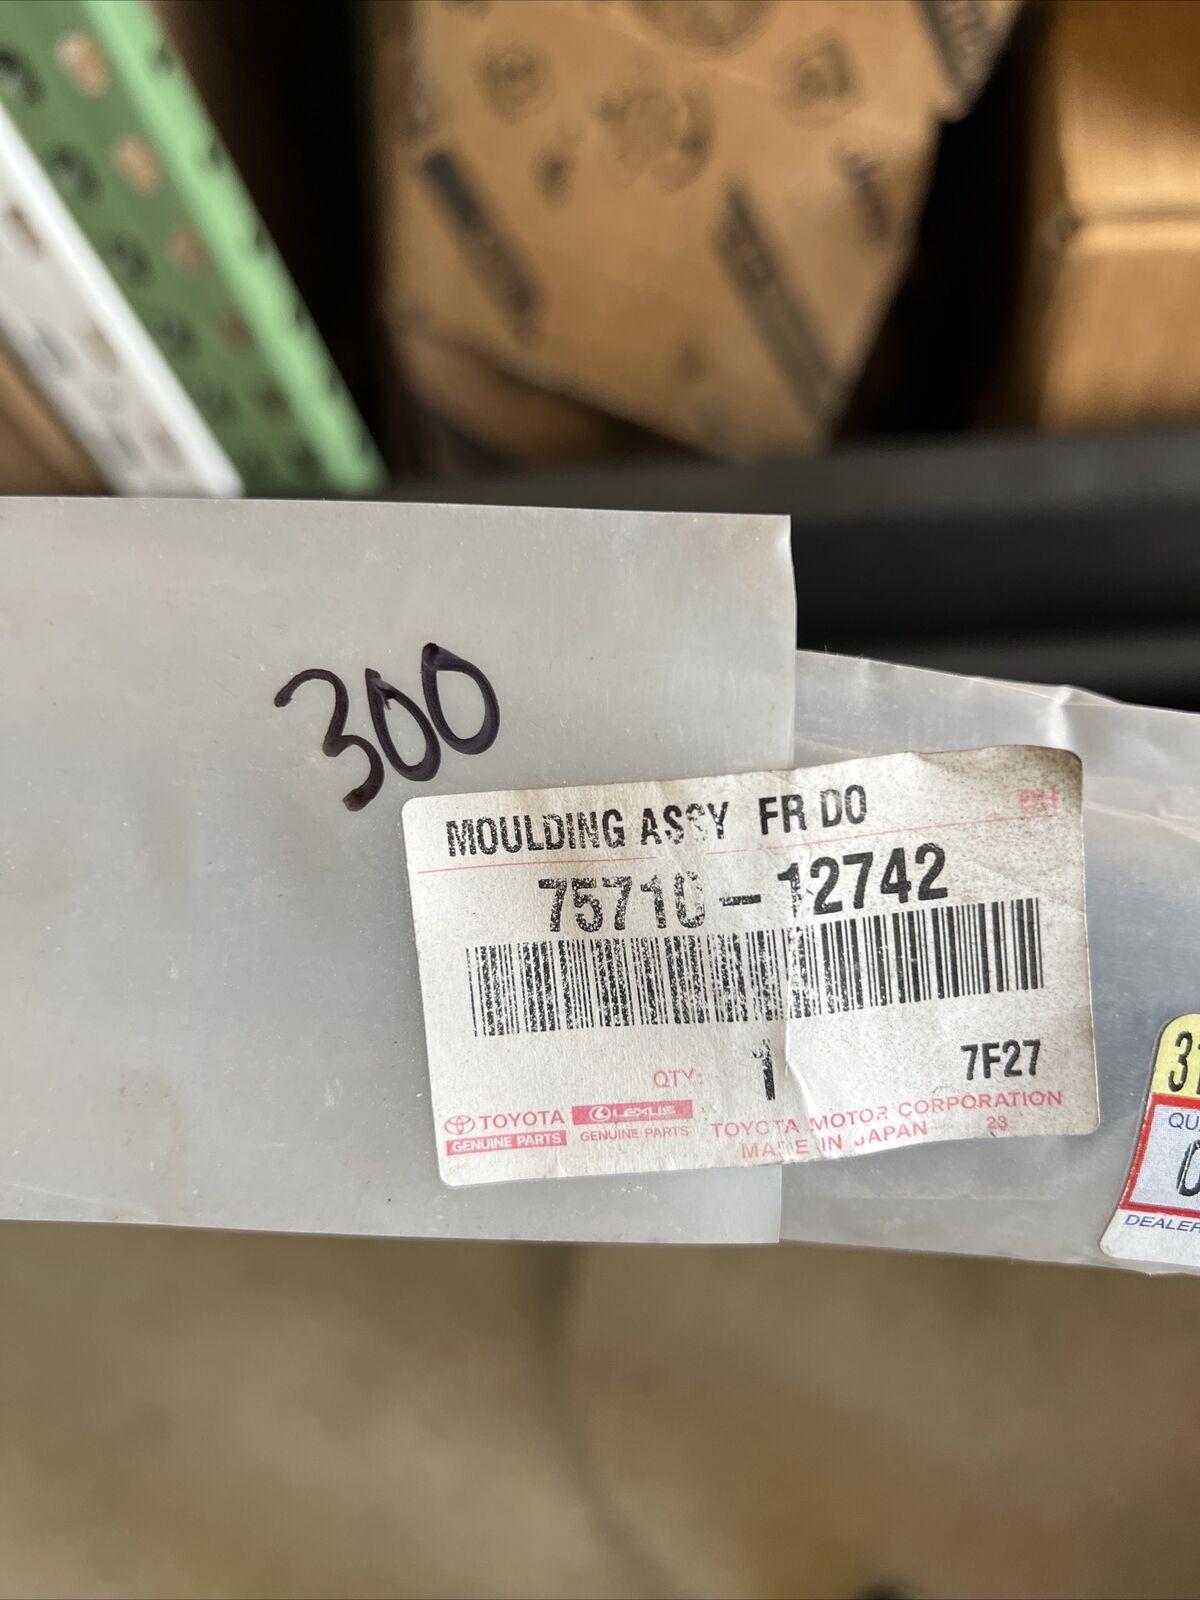 300
MOULDING ASSY FR DO
75710-12742
QTY: 1 7F27
TOYOTA LEXUS TOYOTA MOTOR CORPORATION
GENUINE PARTS GENUINE PARTS MADE IN JAPAN 23
DEALER